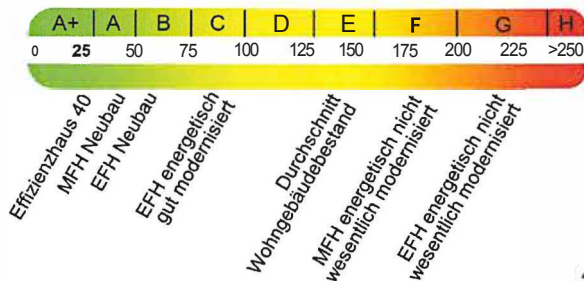 A+ A B C D E F G H
0 25 50 75 100 125 150 175 200 225 >250
Effizienzhaus 40
MFH Neubau
EFH Neubau
EFH energetisch
gut modernisiert
Durchschnitt
Wohngebäudebestand
MFH energetisch nicht
wesentlich modernisiert
EFH energetisch nicht
wesentlich modernisiert